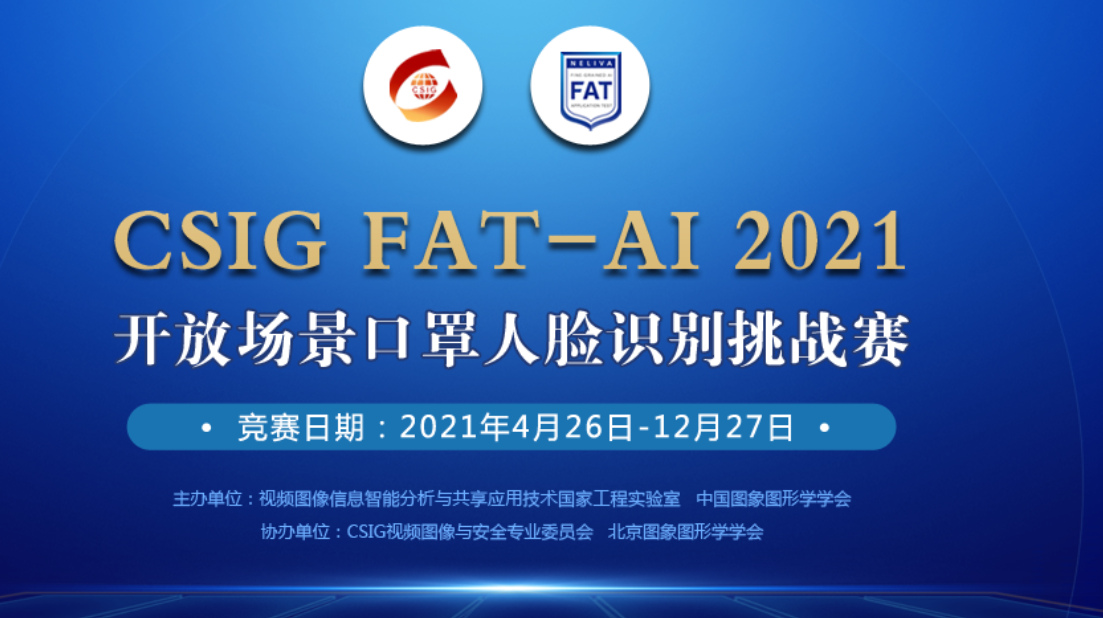 CSIG
NELIVA
FINE-GRAINED AI
FAT
APPLICATION TEST
CSIG FAT-AI 2021
开放场景口罩人脸识别挑战赛
• 竞赛日期：2021年4月26日-12月27日 •
主办单位：视频图像信息智能分析与共享应用技术国家工程实验室 中国图象图形学学会
协办单位：CSIG视频图像与安全专业委员会 北京图象图形学学会